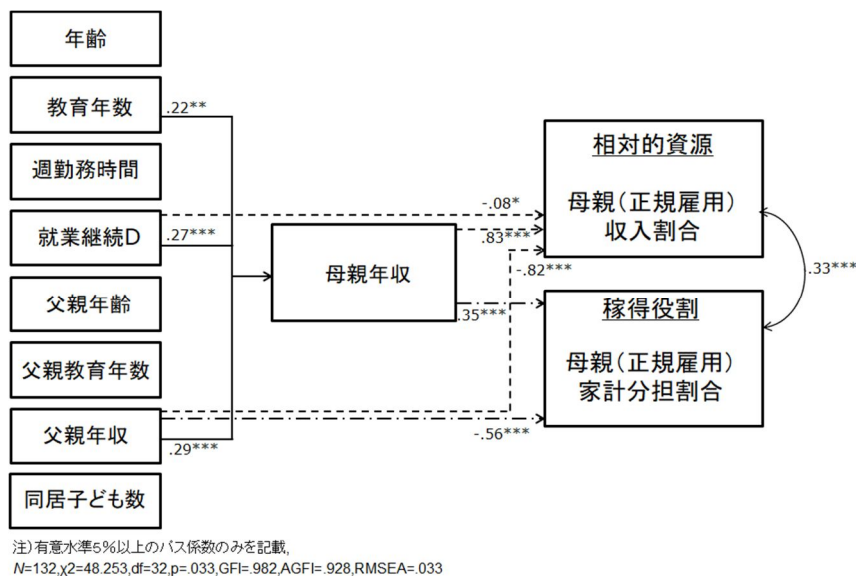 年齢
教育年数
.22**
週勤務時間
就業継続D
.27***
父親年齢
父親教育年数
父親年収
.29***
同居子ども数
母親年収
-.08*
.83***
-.82***
.35***
-.56***
相対的資源
母親(正規雇用)
収入割合
稼得役割
母親(正規雇用)
家計分担割合
.33***
注)有意水準5%以上のパス係数のみを記載,
N=132,χ2=48.253,df=32,p=.033,GFI=.982,AGFI=.928,RMSEA=.033